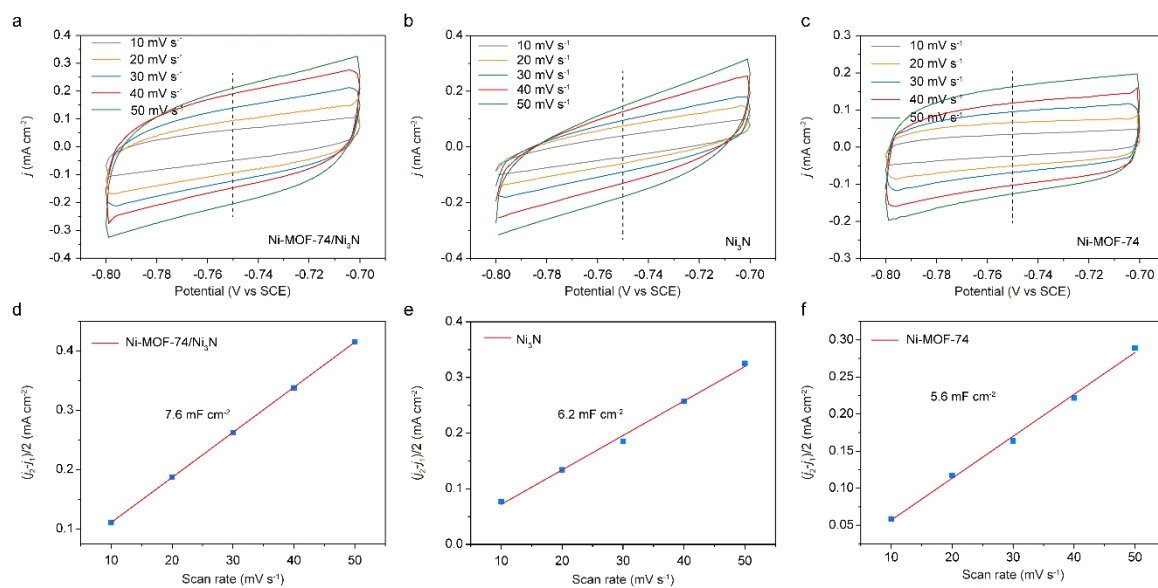 a
0.4
0.3
0.2
0.1
0.0
-0.1
-0.2
-0.3
-0.4
j (mA cm⁻²)
10 mV s⁻¹
20 mV s⁻¹
30 mV s⁻¹
40 mV s⁻¹
50 mV s⁻¹
Ni-MOF-74/Ni₃N
-0.80 -0.78 -0.76 -0.74 -0.72 -0.70
Potential (V vs SCE)
b
0.4
0.3
0.2
0.1
0.0
-0.1
-0.2
-0.3
-0.4
j (mA cm⁻²)
10 mV s⁻¹
20 mV s⁻¹
30 mV s⁻¹
40 mV s⁻¹
50 mV s⁻¹
Ni₃N
-0.80 -0.78 -0.76 -0.74 -0.72 -0.70
Potential (V vs SCE)
c
0.3
0.2
0.1
0.0
-0.1
-0.2
-0.3
j (mA cm⁻²)
10 mV s⁻¹
20 mV s⁻¹
30 mV s⁻¹
40 mV s⁻¹
50 mV s⁻¹
Ni-MOF-74
-0.80 -0.78 -0.76 -0.74 -0.72 -0.70
Potential (V vs SCE)
d
0.4
0.3
0.2
0.1
(j₂-j₁)/2 (mA cm⁻²)
Ni-MOF-74/Ni₃N
7.6 mF cm⁻²
10 20 30 40 50
Scan rate (mV s⁻¹)
e
0.4
0.3
0.2
0.1
0.0
(j₂-j₁)/2 (mA cm⁻²)
Ni₃N
6.2 mF cm⁻²
10 20 30 40 50
Scan rate (mV s⁻¹)
f
0.30
0.25
0.20
0.15
0.10
0.05
(j₂-j₁)/2 (mA cm⁻²)
Ni-MOF-74
5.6 mF cm⁻²
10 20 30 40 50
Scan rate (mV s⁻¹)